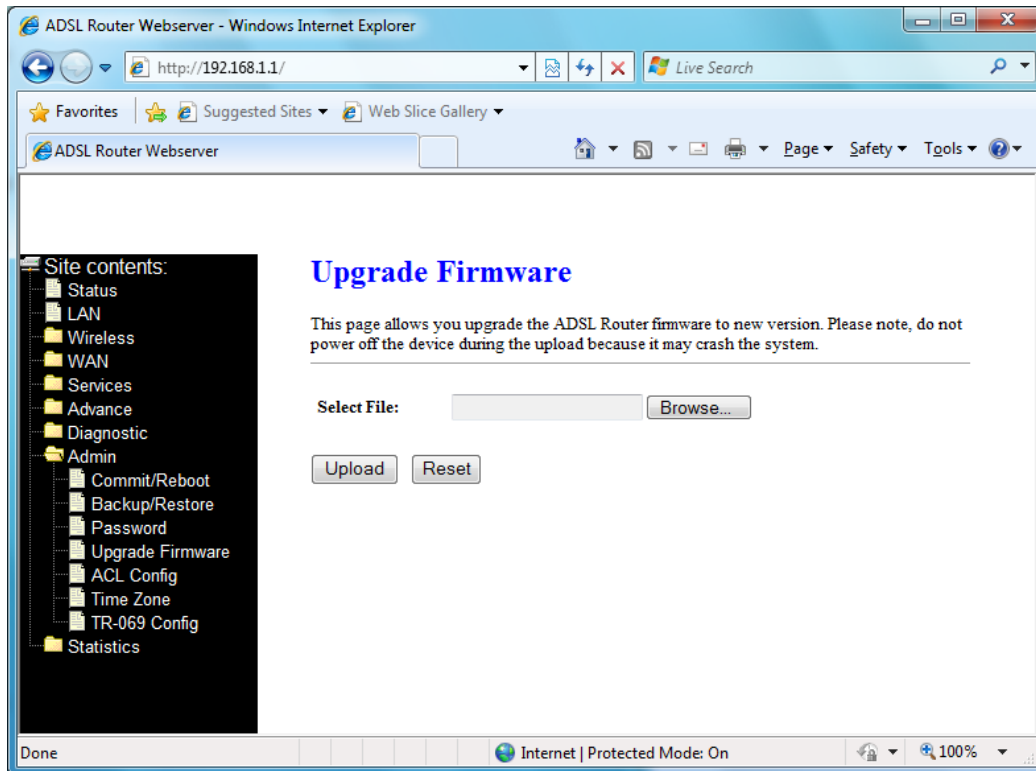 ADSL Router Webserver - Windows Internet Explorer
http://192.168.1.1/
Live Search
Favorites
Suggested Sites
Web Slice Gallery
ADSL Router Webserver
Page
Safety
Tools
Site contents:
Status
LAN
Wireless
WAN
Services
Advance
Diagnostic
Admin
Commit/Reboot
Backup/Restore
Password
Upgrade Firmware
ACL Config
Time Zone
TR-069 Config
Statistics
Upgrade Firmware
This page allows you upgrade the ADSL Router firmware to new version. Please note, do not
power off the device during the upload because it may crash the system.
Select File:
Browse...
Upload
Reset
Done
Internet | Protected Mode: On
100%